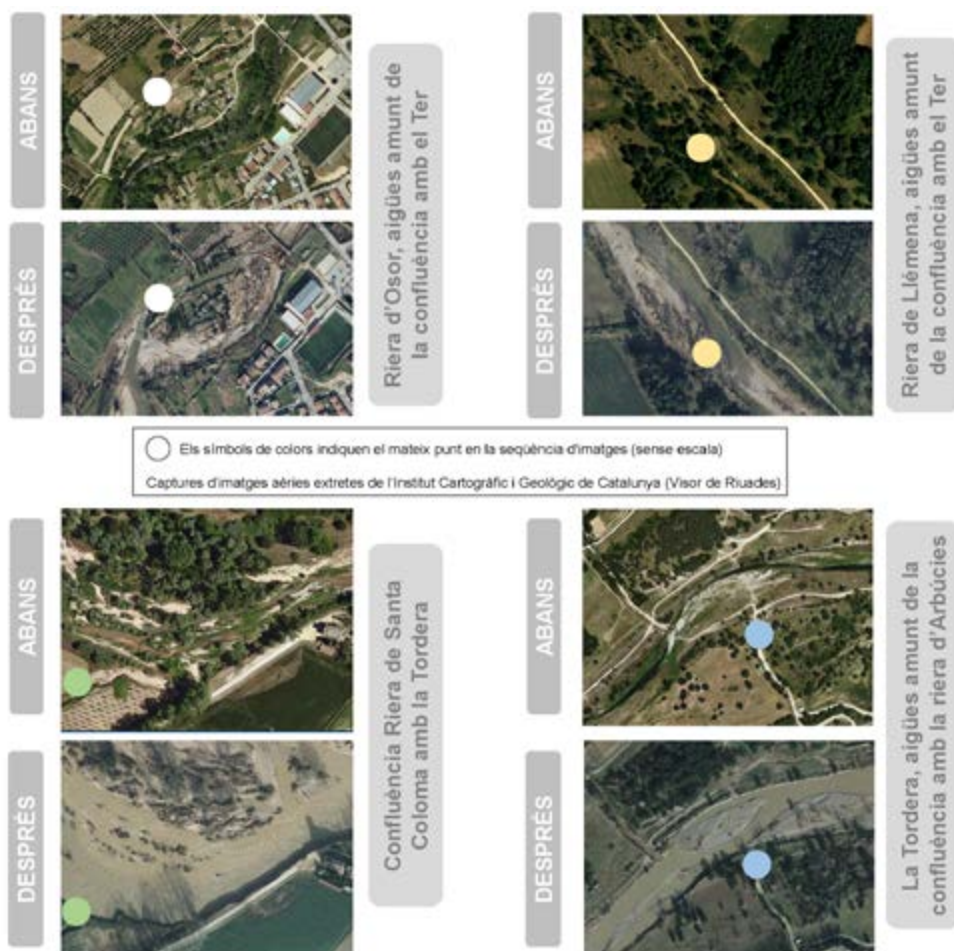 ABANS
Riera d'Osor, aigües amunt de
la confluència amb el Ter
DESPRÉS
ABANS
Riera de Llémena, aigües amunt
de la confluència amb el Ter
DESPRÉS
Els símbols de colors indiquen el mateix punt en la seqüència d'imatges (sense escala)
Captures d'imatges aèries extretes de l'Institut Cartogràfic i Geològic de Catalunya (Visor de Riuades)
ABANS
Confluència Riera de Santa
Coloma amb la Tordera
DESPRÉS
ABANS
La Tordera, aigües amunt de la
confluència amb la riera d'Arbúcies
DESPRÉS